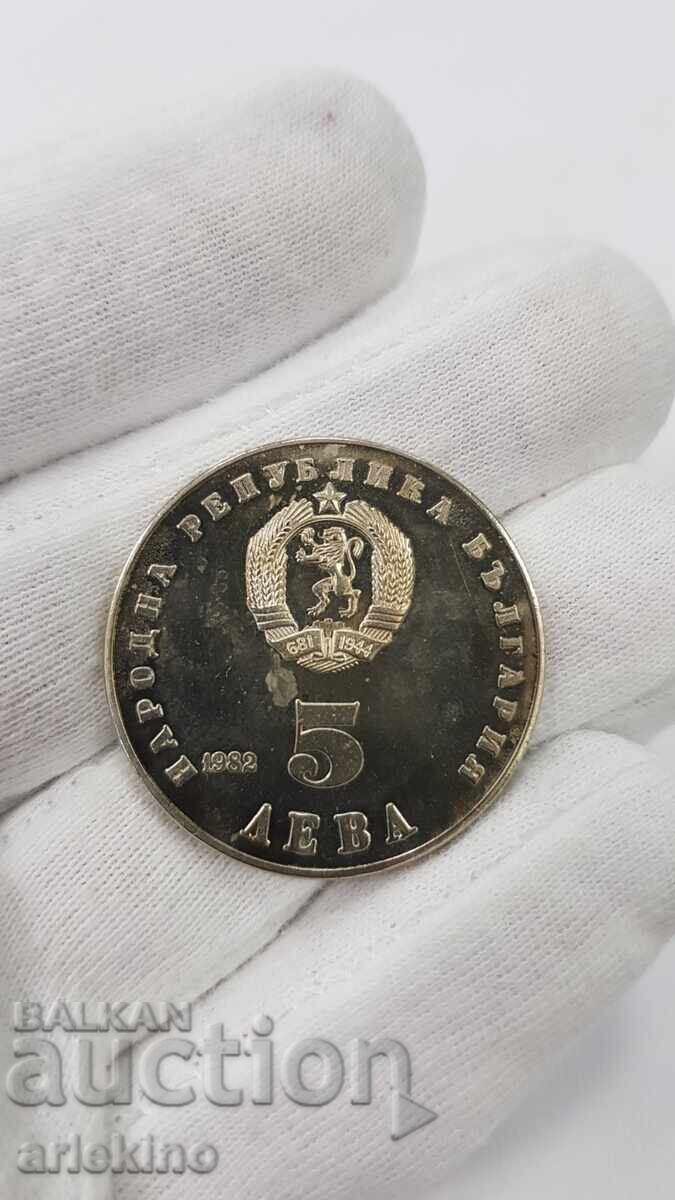 НАРОДНА РЕПУБЛИКА БЪЛГАРИЯ
681 1944
1982
5
ЛЕВА
BALKAN
auction
arlekino